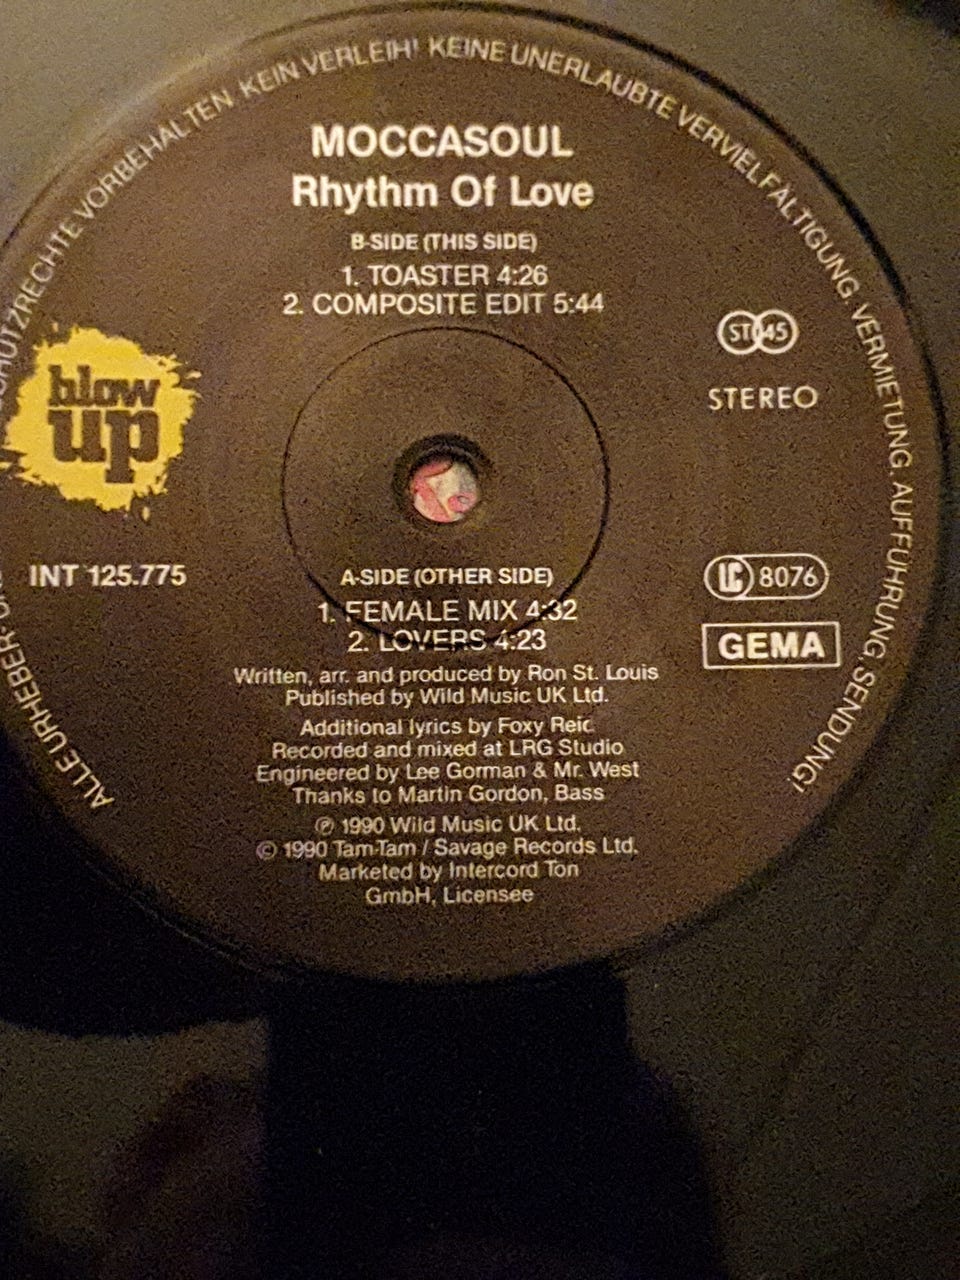 ALLE URHEBER
SCHUTZRECHTE VORBEHALTEN KEIN VERLEIH! KEINE UNERLAUBTE VERVIELFÄLTIGUNG, VERMIETUNG, AUFFÜHRUNG, SENDUNG!
MOCCASOUL
Rhythm Of Love
B-SIDE (THIS SIDE)
1. TOASTER 4:26
2. COMPOSITE EDIT 5:44
ST 45
STEREO
blow
up
INT 125.775
LC 8076
GEMA
A-SIDE (OTHER SIDE)
1. FEMALE MIX 4:32
2. LOVERS 4:23
Written, arr. and produced by Ron St. Louis
Published by Wild Music UK Ltd.
Additional lyrics by Foxy Reid
Recorded and mixed at LRG Studio
Engineered by Lee Gorman & Mr. West
Thanks to Martin Gordon, Bass
℗ 1990 Wild Music UK Ltd.
© 1990 Tam-Tam / Savage Records Ltd.
Marketed by Intercord Ton
GmbH, Licensee